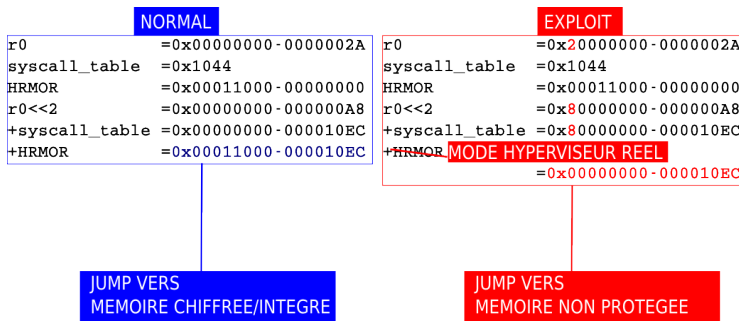 NORMAL
r0 =0x00000000-0000002A
syscall_table =0x1044
HRMOR =0x00011000-00000000
r0<<2 =0x00000000-000000A8
+syscall_table =0x00000000-000010EC
+HRMOR =0x00011000-000010EC
JUMP VERS
MEMOIRE CHIFFREE/INTEGRE
EXPLOIT
r0 =0x20000000-0000002A
syscall_table =0x1044
HRMOR =0x00011000-00000000
r0<<2 =0x80000000-000000A8
+syscall_table =0x80000000-000010EC
+HRMOR MODE HYPERVISEUR REEL
=0x00000000-000010EC
JUMP VERS
MEMOIRE NON PROTEGEE